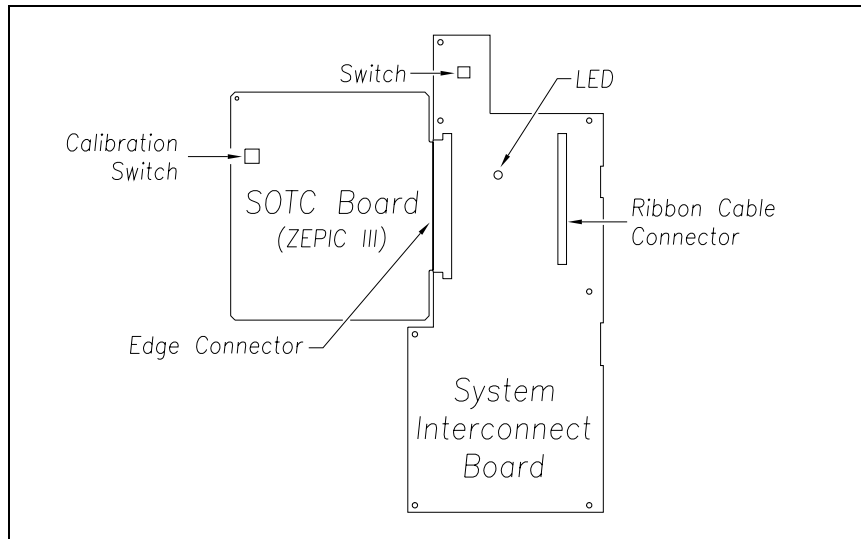 Switch
LED
Calibration
Switch
SOTC Board
(ZEPIC III)
Ribbon Cable
Connector
Edge Connector
System
Interconnect
Board